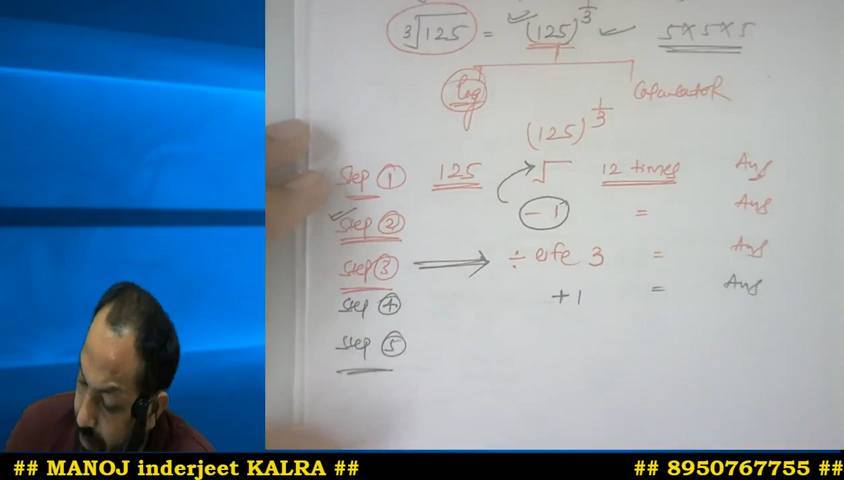 ³√125 = (125)^1/3 5×5×5
log Calculator
(125)^1/3
Step ① 125 √ 12 times Ans
Step ② -1 = Ans
Step ③ ÷ 3 = Ans
Step ④ +1 = Ans
Step ⑤
## MANOJ inderjeet KALRA ## ## 8950767755 ##